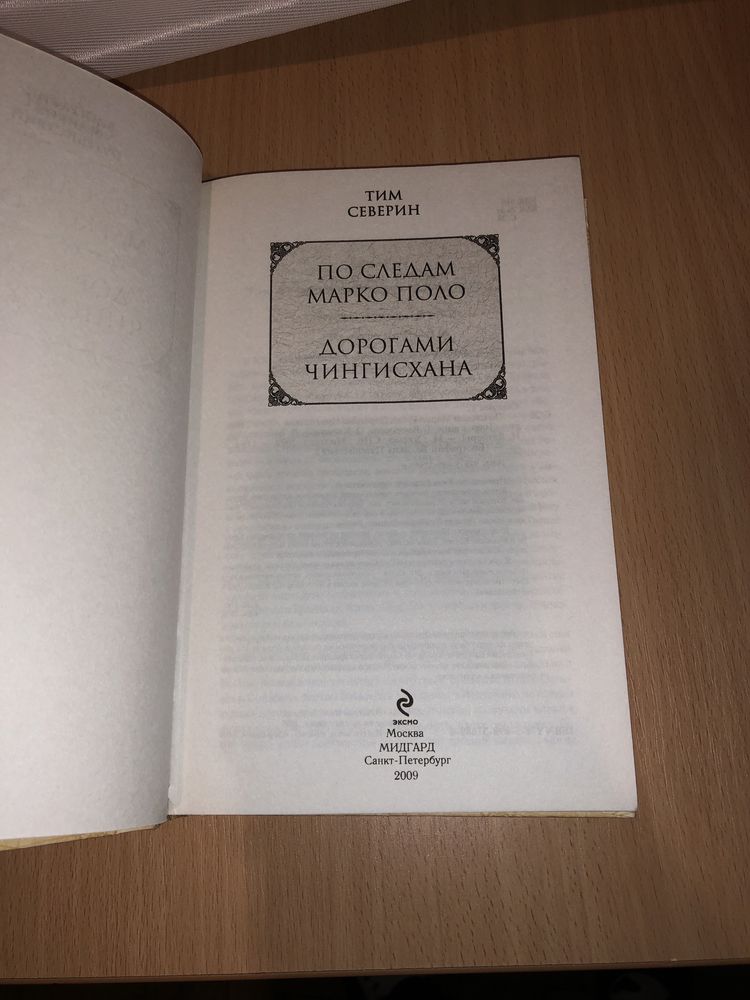 ТИМ
СЕВЕРИН
ПО СЛЕДАМ
МАРКО ПОЛО
ДОРОГАМИ
ЧИНГИСХАНА
ЭКСМО
Москва
МИДГАРД
Санкт-Петербург
2009